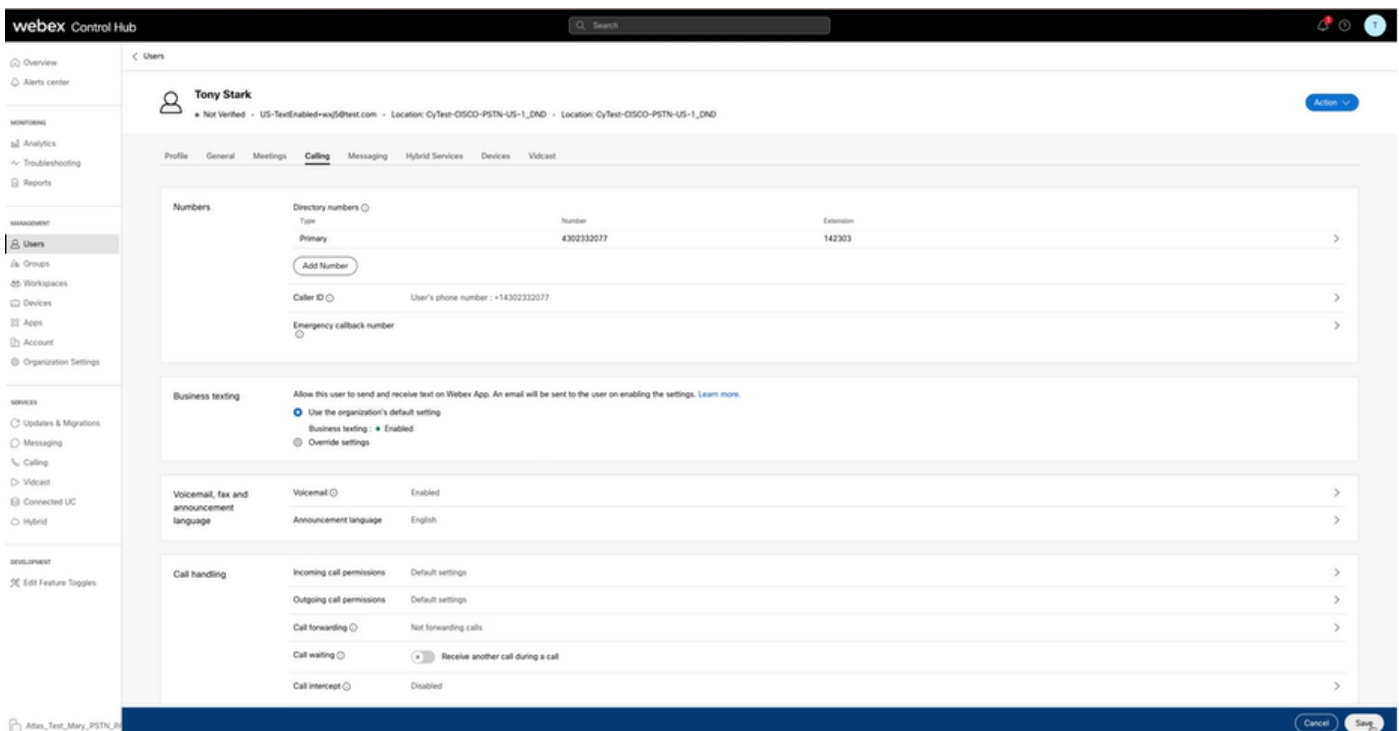 webex Control Hub
Search
T
Overview
Alerts center
MONITORING
Analytics
Troubleshooting
Reports
MANAGEMENT
Users
Groups
Workspaces
Devices
Apps
Account
Organization Settings
SERVICES
Updates & Migrations
Messaging
Calling
Vidcast
Connected UC
Hybrid
DEVELOPMENT
Edit Feature Toggles
Users
Tony Stark
Not Verified · US-TextEnabled+wxj5@test.com · Location: CyTest-CISCO-PSTN-US-1_DND · Location: CyTest-CISCO-PSTN-US-1_DND
Action
Profile General Meetings Calling Messaging Hybrid Services Devices Vidcast
Numbers
Directory numbers
Type Number Extension
Primary 4302332077 142303
Add Number
Caller ID User's phone number : +14302332077
Emergency callback number
Business texting
Allow this user to send and receive text on Webex App. An email will be sent to the user on enabling the settings. Learn more.
Use the organization's default setting
Business texting : Enabled
Override settings
Voicemail, fax and
announcement
language
Voicemail Enabled
Announcement language English
Call handling
Incoming call permissions Default settings
Outgoing call permissions Default settings
Call forwarding Not forwarding calls
Call waiting Receive another call during a call
Call intercept Disabled
Cancel Save